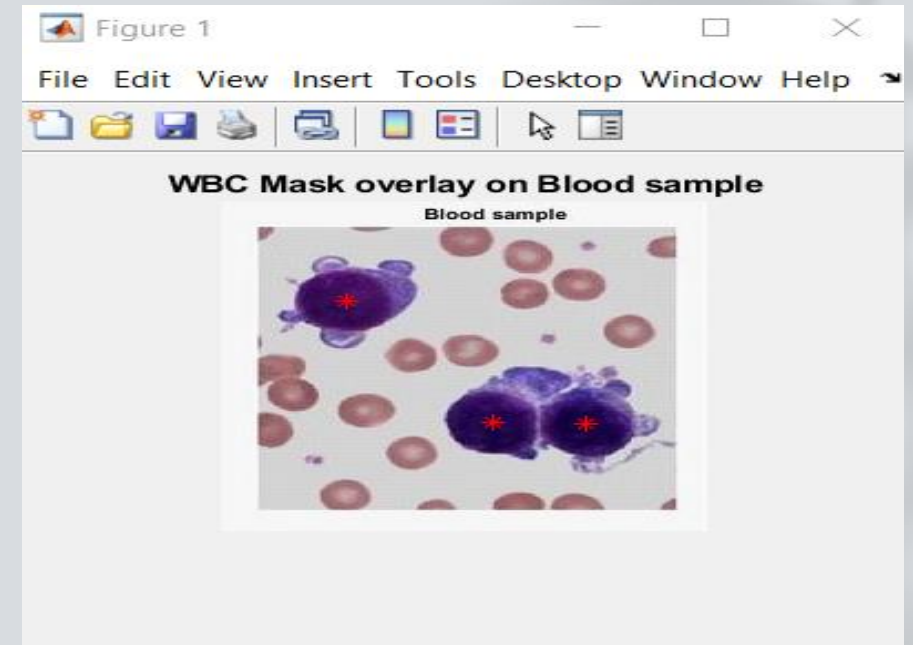 Figure 1
File Edit View Insert Tools Desktop Window Help
WBC Mask overlay on Blood sample
Blood sample